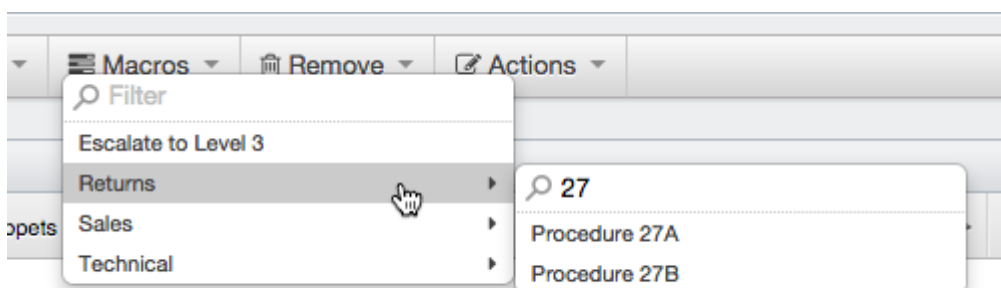 Macros Remove Actions
Filter
Escalate to Level 3
Returns
27
Sales
Procedure 27A
Technical
Procedure 27B